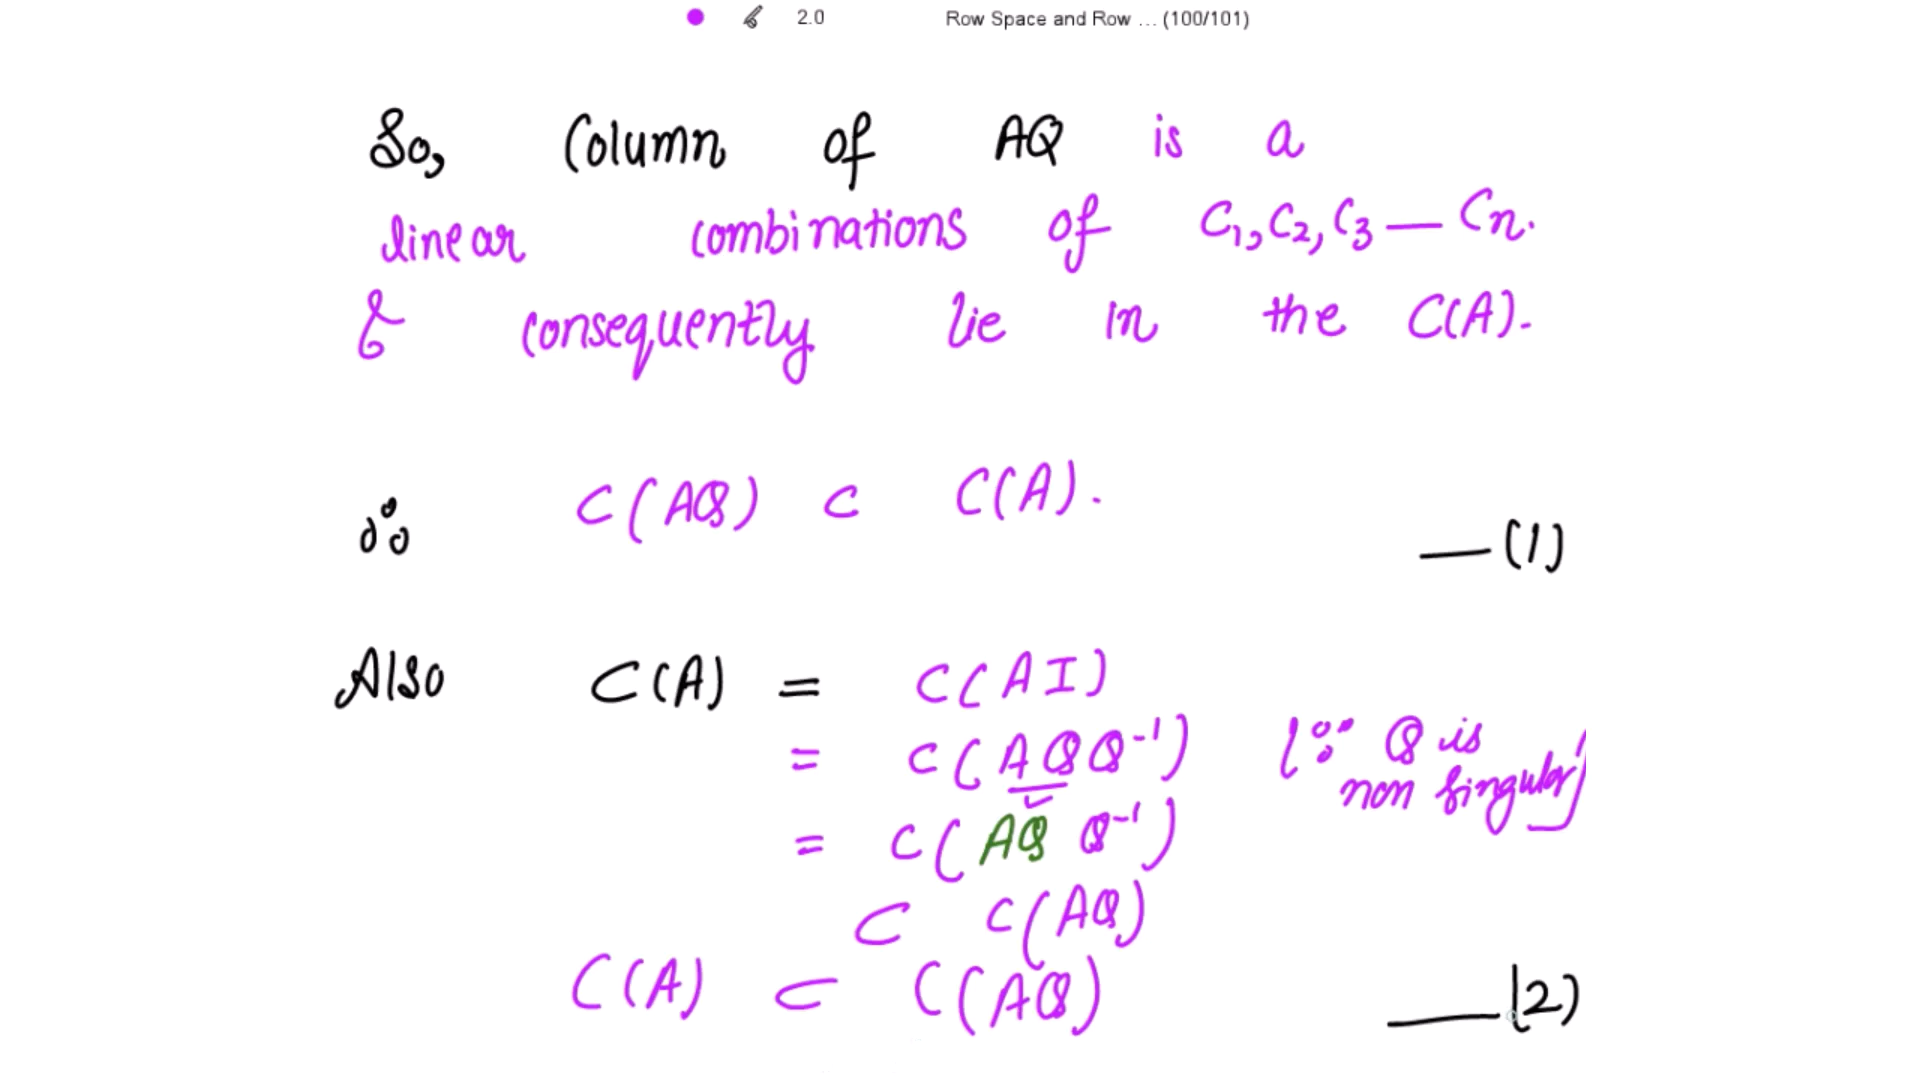 2.0 Row Space and Row ... (100/101)
So, Column of AQ is a
linear combinations of C₁, C₂, C₃ — Cn.
& consequently lie in the C(A).
∴ C(AQ) ⊂ C(A). —(1)
Also C(A) = C(AI)
= C(AQQ⁻¹) (∵ Q is
non singular)
= C(AQ Q⁻¹)
⊂ C(AQ)
C(A) ⊂ C(AQ) —(2)